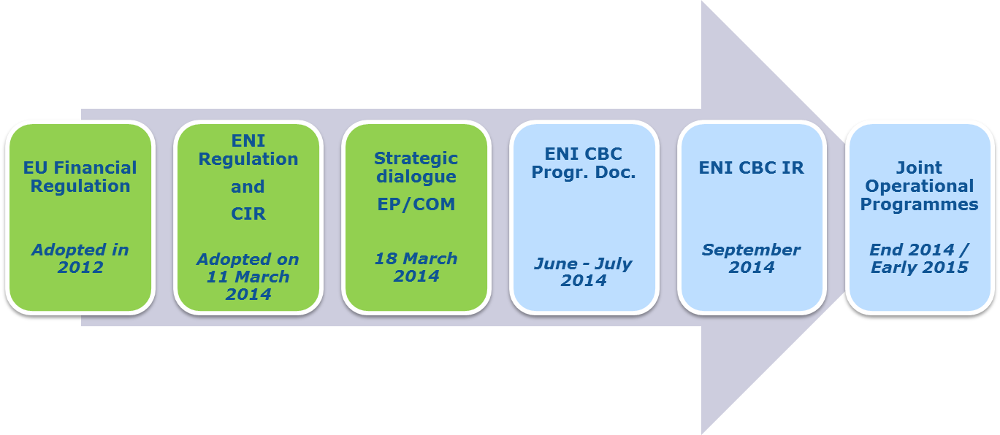 EU Financial
Regulation
Adopted in
2012
ENI
Regulation
and
CIR
Adopted on
11 March
2014
Strategic
dialogue
EP/COM
18 March
2014
ENI CBC
Progr. Doc.
June - July
2014
ENI CBC IR
September
2014
Joint
Operational
Programmes
End 2014 /
Early 2015